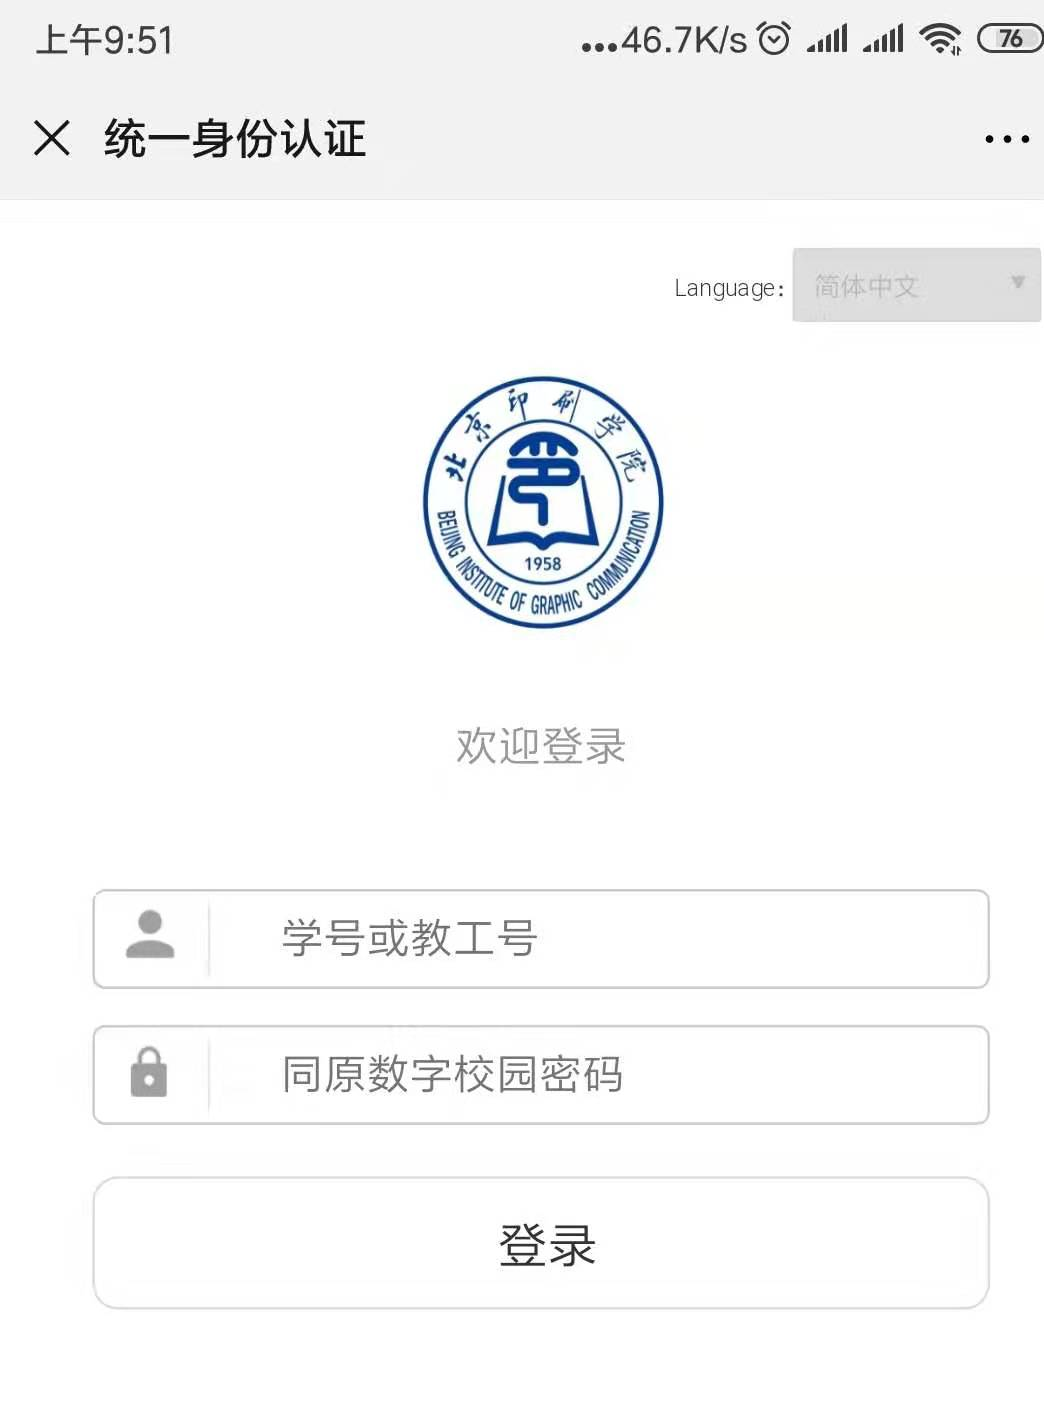 上午9:51
...46.7K/s
76
统一身份认证
Language:
简体中文
北京印刷学院
1958
BEIJING INSTITUTE OF GRAPHIC COMMUNICATION
欢迎登录
学号或教工号
同原数字校园密码
登录